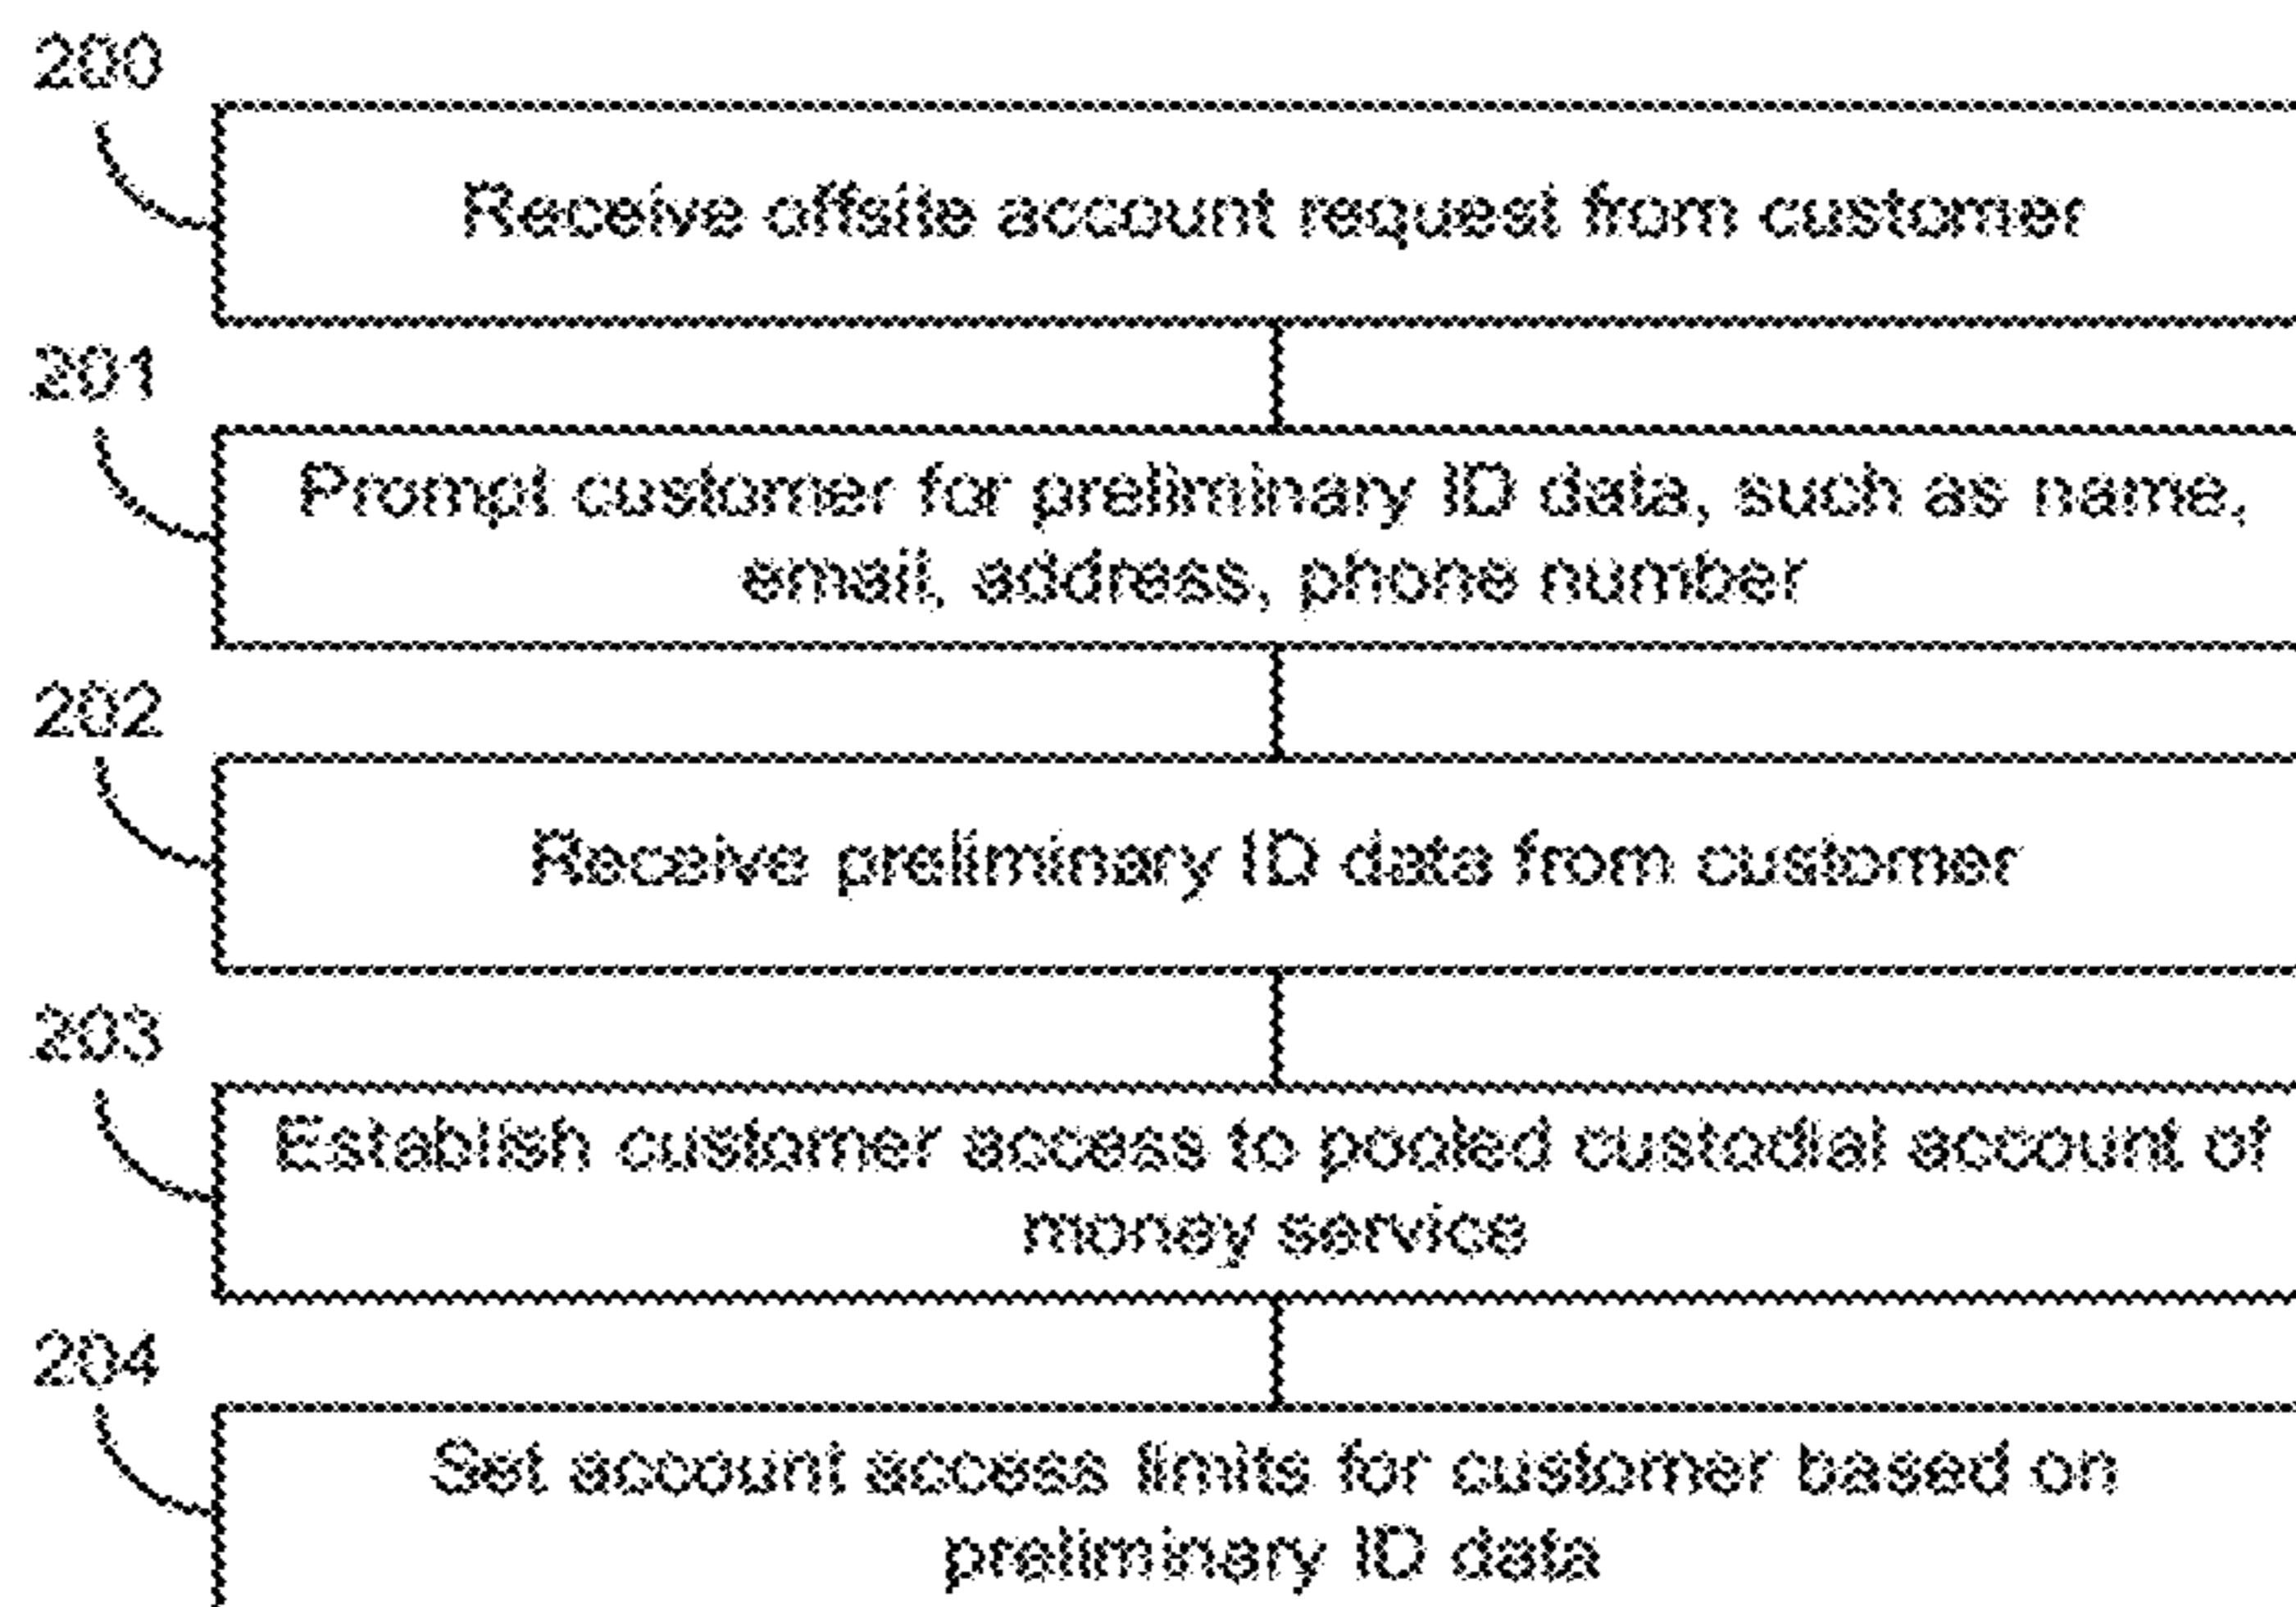 200
Receive offsite account request from customer
201
Prompt customer for preliminary ID data, such as name,
email, address, phone number
202
Receive preliminary ID data from customer
203
Establish customer access to pooled custodial account of
money service
204
Set account access limits for customer based on
preliminary ID data